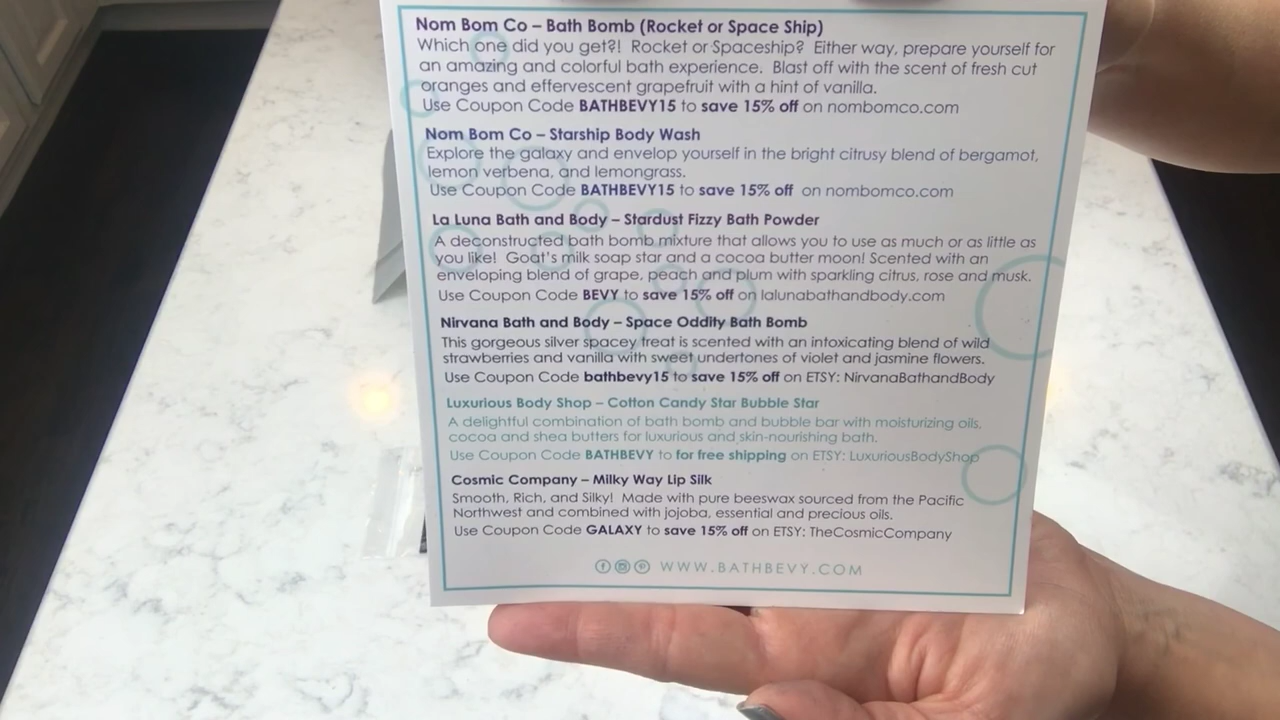 Nom Bom Co – Bath Bomb (Rocket or Space Ship)
Which one did you get?! Rocket or Spaceship? Either way, prepare yourself for
an amazing and colorful bath experience. Blast off with the scent of fresh cut
oranges and effervescent grapefruit with a hint of vanilla.
Use Coupon Code BATHBEVY15 to save 15% off on nombomco.com
Nom Bom Co – Starship Body Wash
Explore the galaxy and envelop yourself in the bright citrusy blend of bergamot,
lemon verbena, and lemongrass.
Use Coupon Code BATHBEVY15 to save 15% off on nombomco.com
La Luna Bath and Body – Stardust Fizzy Bath Powder
A deconstructed bath bomb mixture that allows you to use as much or as little as
you like! Goat's milk soap star and a cocoa butter moon! Scented with an
enveloping blend of grape, peach and plum with sparkling citrus, rose and musk.
Use Coupon Code BEVY to save 15% off on lalunabathandbody.com
Nirvana Bath and Body – Space Oddity Bath Bomb
This gorgeous silver spacey treat is scented with an intoxicating blend of wild
strawberries and vanilla with sweet undertones of violet and jasmine flowers.
Use Coupon Code bathbevy15 to save 15% off on ETSY: NirvanaBathandBody
Luxurious Body Shop – Cotton Candy Star Bubble Star
A delightful combination of bath bomb and bubble bar with moisturizing oils,
cocoa and shea butters for luxurious and skin-nourishing bath.
Use Coupon Code BATHBEVY to for free shipping on ETSY: LuxuriousBodyShop
Cosmic Company – Milky Way Lip Silk
Smooth, Rich, and Silky! Made with pure beeswax sourced from the Pacific
Northwest and combined with jojoba, essential and precious oils.
Use Coupon Code GALAXY to save 15% off on ETSY: TheCosmicCompany
WWW.BATHBEVY.COM